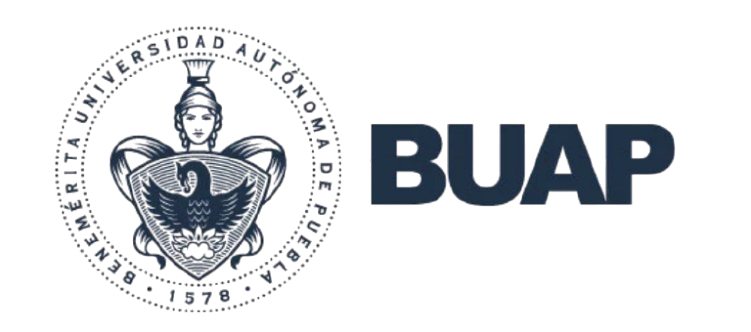 BENEMÉRITA UNIVERSIDAD AUTÓNOMA DE PUEBLA
· 1578 ·
BUAP